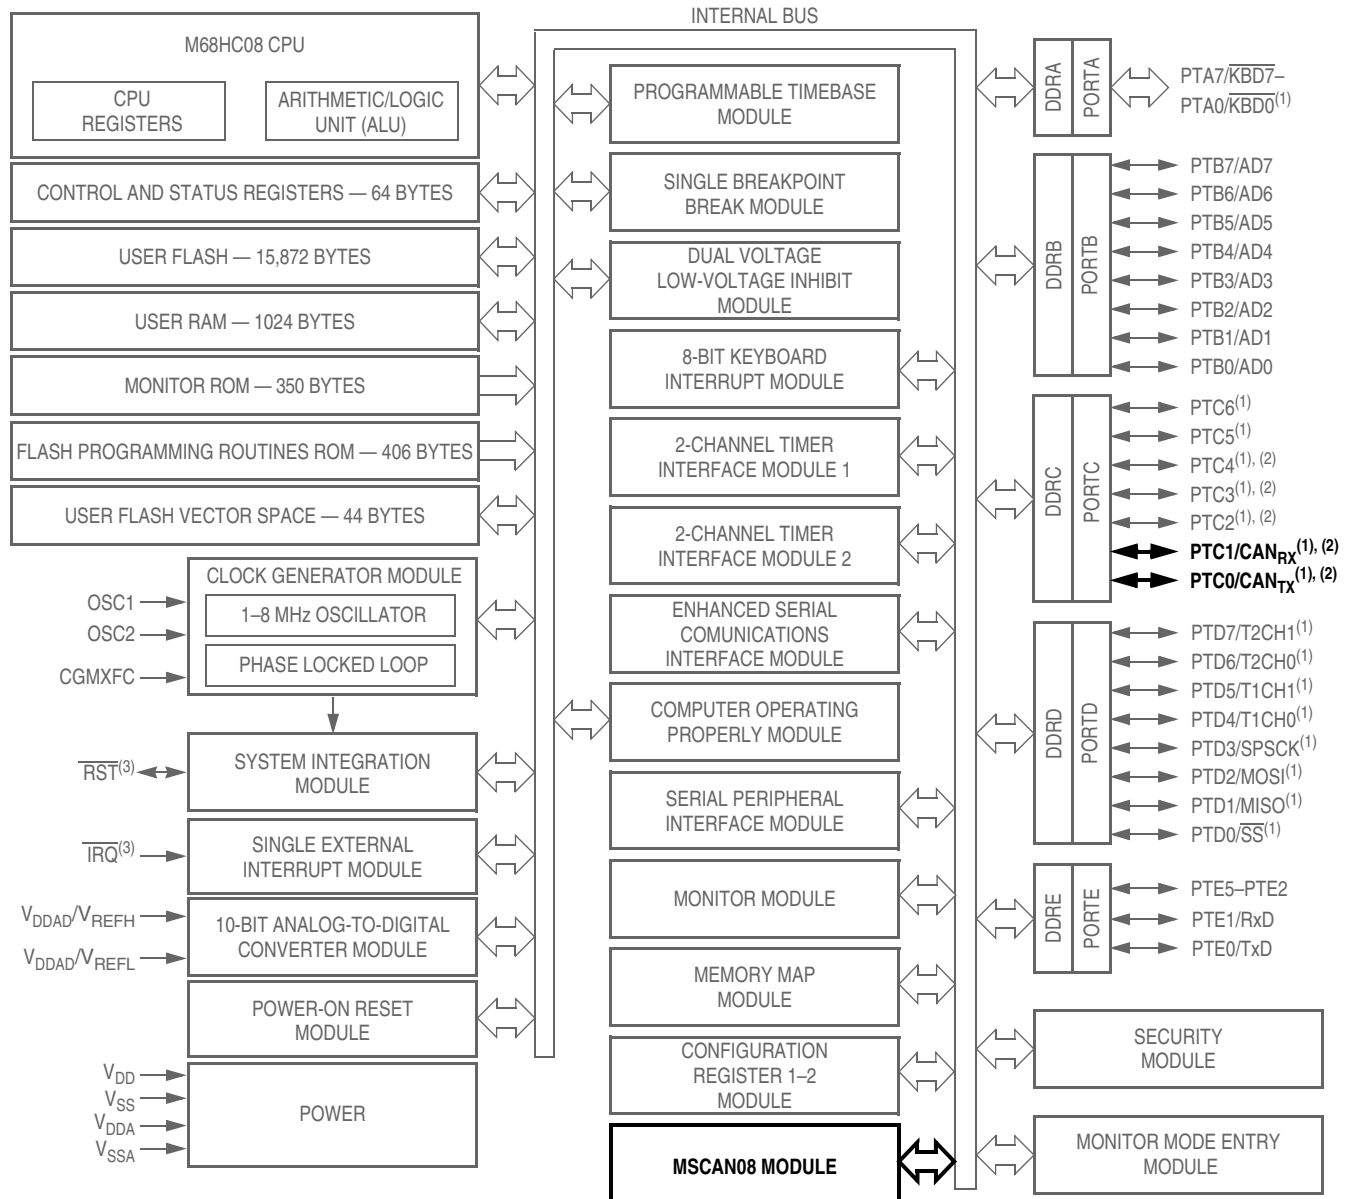 INTERNAL BUS
M68HC08 CPU
CPU
REGISTERS
ARITHMETIC/LOGIC
UNIT (ALU)
CONTROL AND STATUS REGISTERS — 64 BYTES
USER FLASH — 15,872 BYTES
USER RAM — 1024 BYTES
MONITOR ROM — 350 BYTES
FLASH PROGRAMMING ROUTINES ROM — 406 BYTES
USER FLASH VECTOR SPACE — 44 BYTES
CLOCK GENERATOR MODULE
1–8 MHz OSCILLATOR
PHASE LOCKED LOOP
OSC1
OSC2
CGMXFC
SYSTEM INTEGRATION
MODULE
RST(3)
SINGLE EXTERNAL
INTERRUPT MODULE
IRQ(3)
10-BIT ANALOG-TO-DIGITAL
CONVERTER MODULE
VDDAD/VREFH
VDDAD/VREFL
POWER-ON RESET
MODULE
POWER
VDD
VSS
VDDA
VSSA
PROGRAMMABLE TIMEBASE
MODULE
SINGLE BREAKPOINT
BREAK MODULE
DUAL VOLTAGE
LOW-VOLTAGE INHIBIT
MODULE
8-BIT KEYBOARD
INTERRUPT MODULE
2-CHANNEL TIMER
INTERFACE MODULE 1
2-CHANNEL TIMER
INTERFACE MODULE 2
ENHANCED SERIAL
COMUNICATIONS
INTERFACE MODULE
COMPUTER OPERATING
PROPERLY MODULE
SERIAL PERIPHERAL
INTERFACE MODULE
MONITOR MODULE
MEMORY MAP
MODULE
CONFIGURATION
REGISTER 1–2
MODULE
MSCAN08 MODULE
DDRA
PORTA
PTA7/KBD7–
PTA0/KBD0(1)
DDRB
PORTB
PTB7/AD7
PTB6/AD6
PTB5/AD5
PTB4/AD4
PTB3/AD3
PTB2/AD2
PTB1/AD1
PTB0/AD0
DDRC
PORTC
PTC6(1)
PTC5(1)
PTC4(1), (2)
PTC3(1), (2)
PTC2(1), (2)
PTC1/CANRX(1), (2)
PTC0/CANTX(1), (2)
DDRD
PORTD
PTD7/T2CH1(1)
PTD6/T2CH0(1)
PTD5/T1CH1(1)
PTD4/T1CH0(1)
PTD3/SPSCK(1)
PTD2/MOSI(1)
PTD1/MISO(1)
PTD0/SS(1)
DDRE
PORTE
PTE5–PTE2
PTE1/RxD
PTE0/TxD
SECURITY
MODULE
MONITOR MODE ENTRY
MODULE